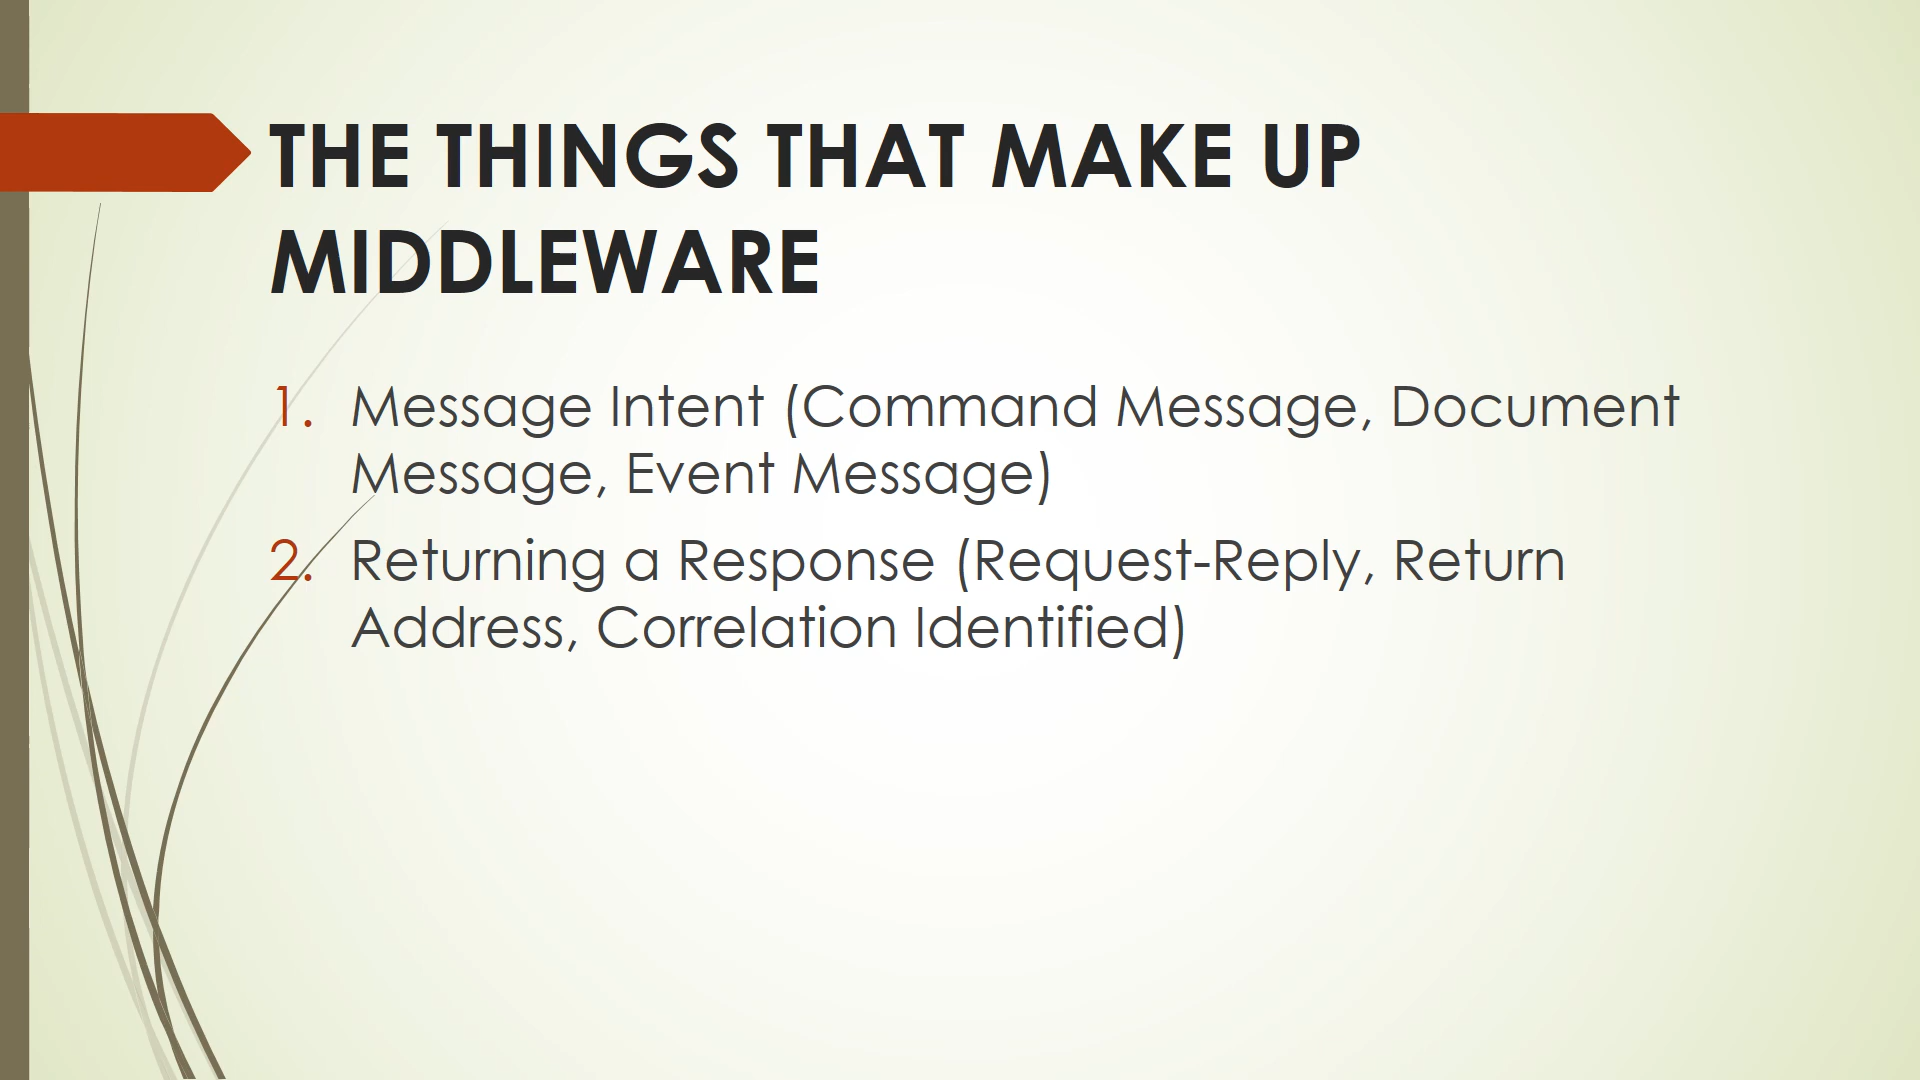 THE THINGS THAT MAKE UP
MIDDLEWARE
1. Message Intent (Command Message, Document
Message, Event Message)
2. Returning a Response (Request-Reply, Return
Address, Correlation Identified)